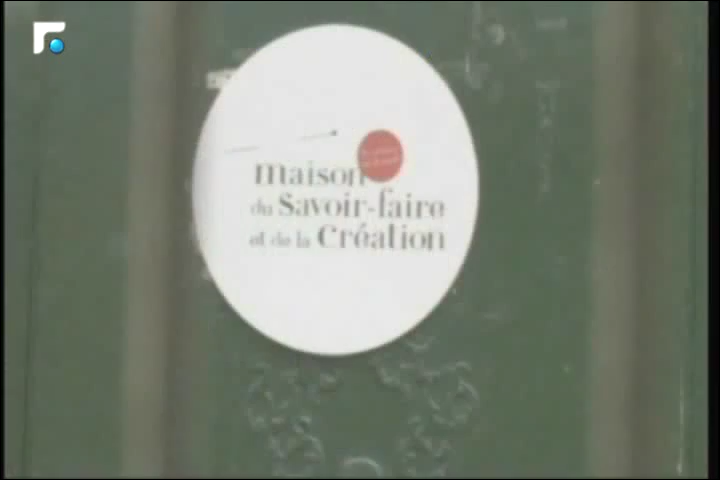 maison
du Savoir-faire
et de la Création